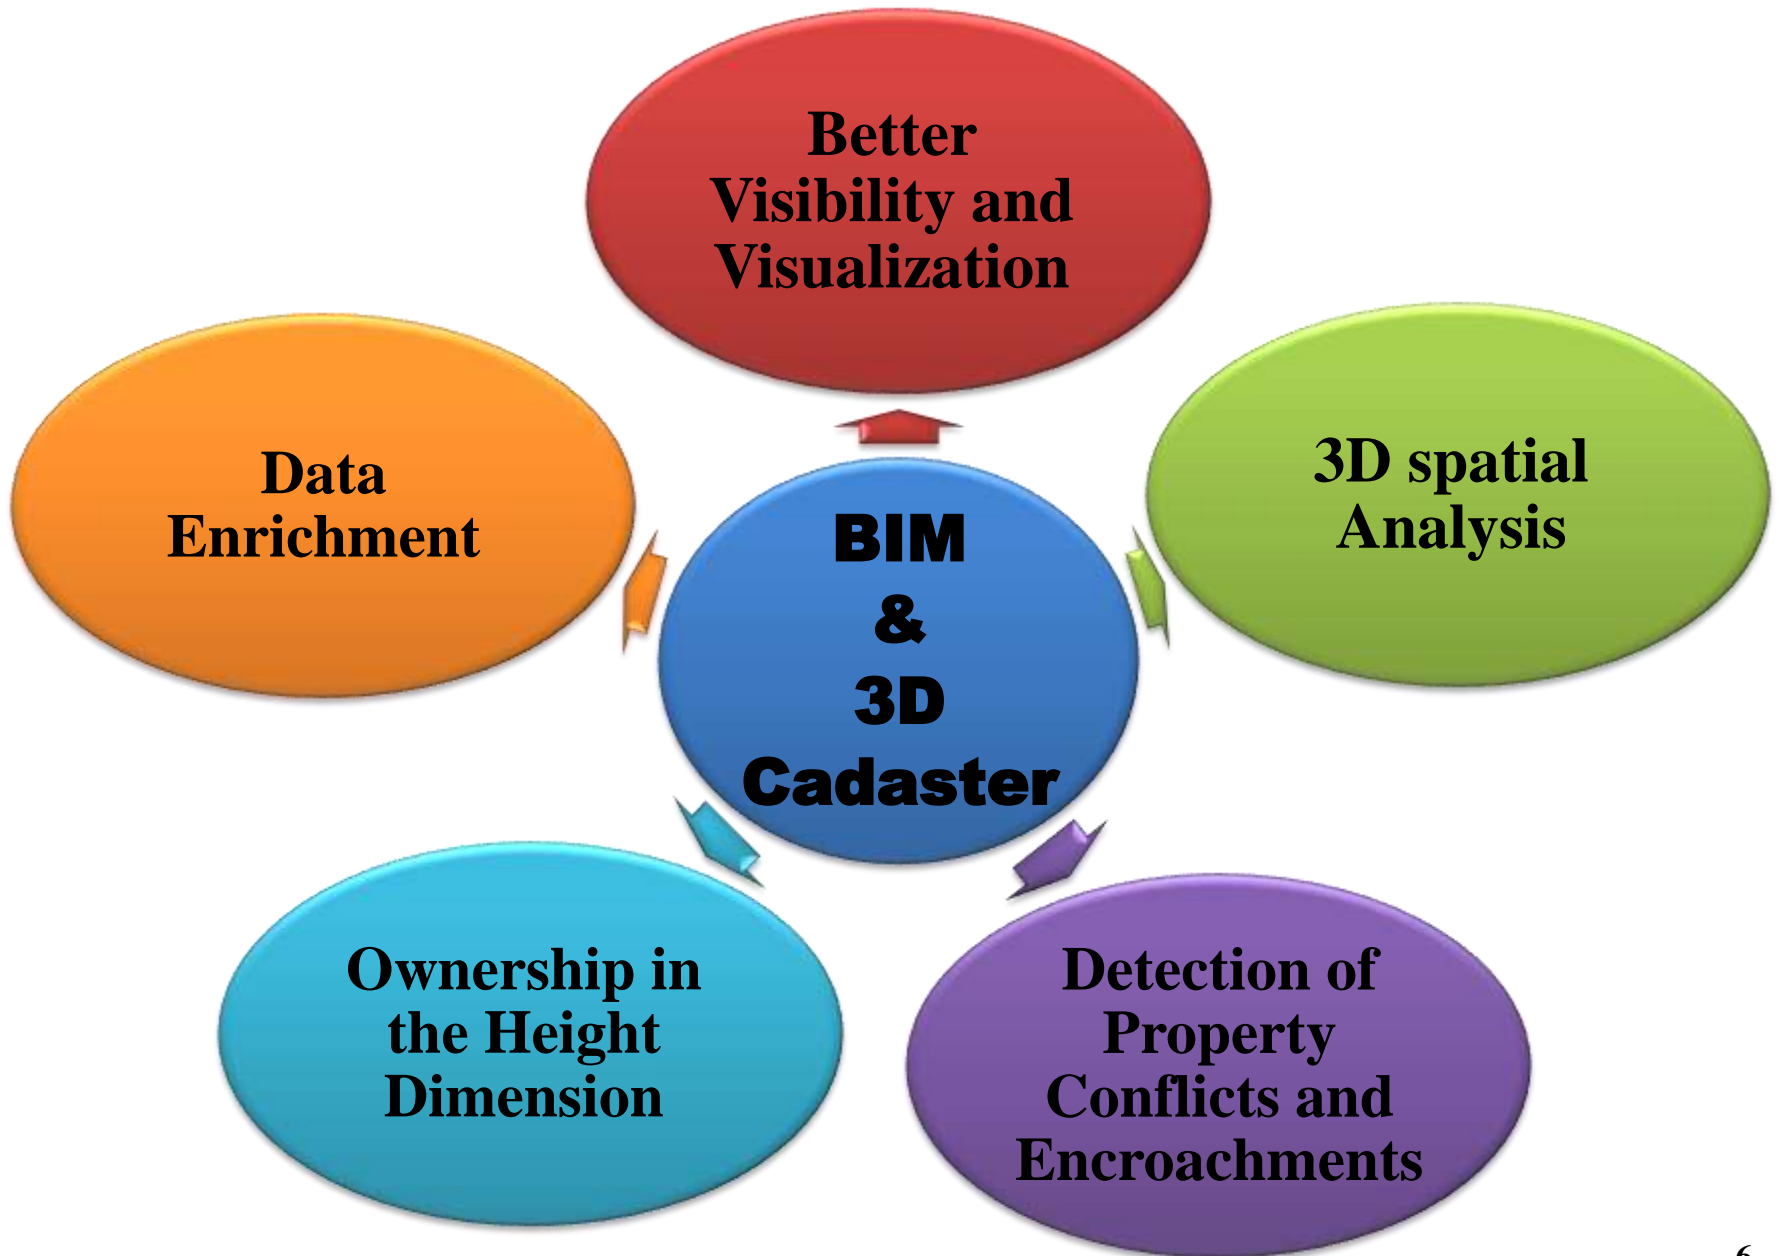 Better
Visibility and
Visualization
Data
Enrichment
3D spatial
Analysis
BIM
&
3D
Cadaster
Ownership in
the Height
Dimension
Detection of
Property
Conflicts and
Encroachments